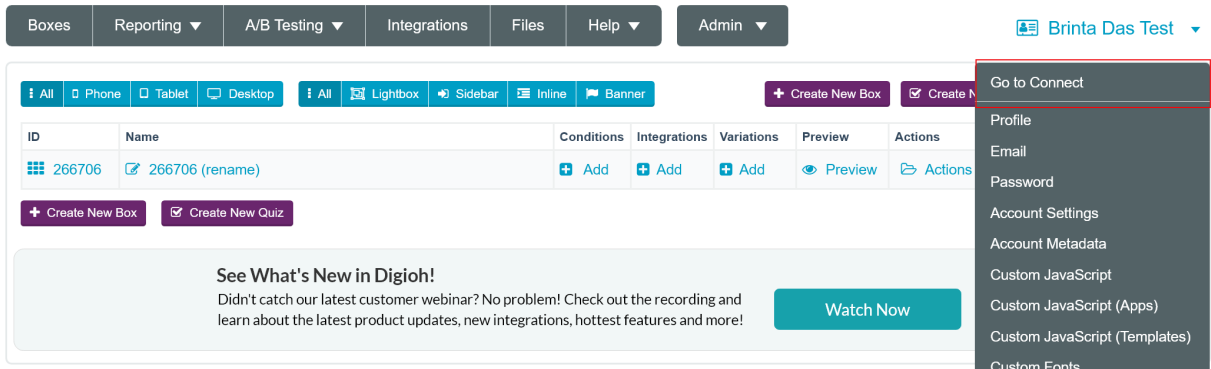 Boxes Reporting A/B Testing Integrations Files Help Admin Brinta Das Test
All Phone Tablet Desktop All Lightbox Sidebar Inline Banner Create New Box Create
Go to Connect
Profile
Email
Password
Account Settings
Account Metadata
Custom JavaScript
Custom JavaScript (Apps)
Custom JavaScript (Templates)
Custom Fonts
ID Name Conditions Integrations Variations Preview Actions
266706 266706 (rename) Add Add Add Preview Actions
Create New Box Create New Quiz
See What's New in Digioh!
Didn't catch our latest customer webinar? No problem! Check out the recording and
learn about the latest product updates, new integrations, hottest features and more!
Watch Now